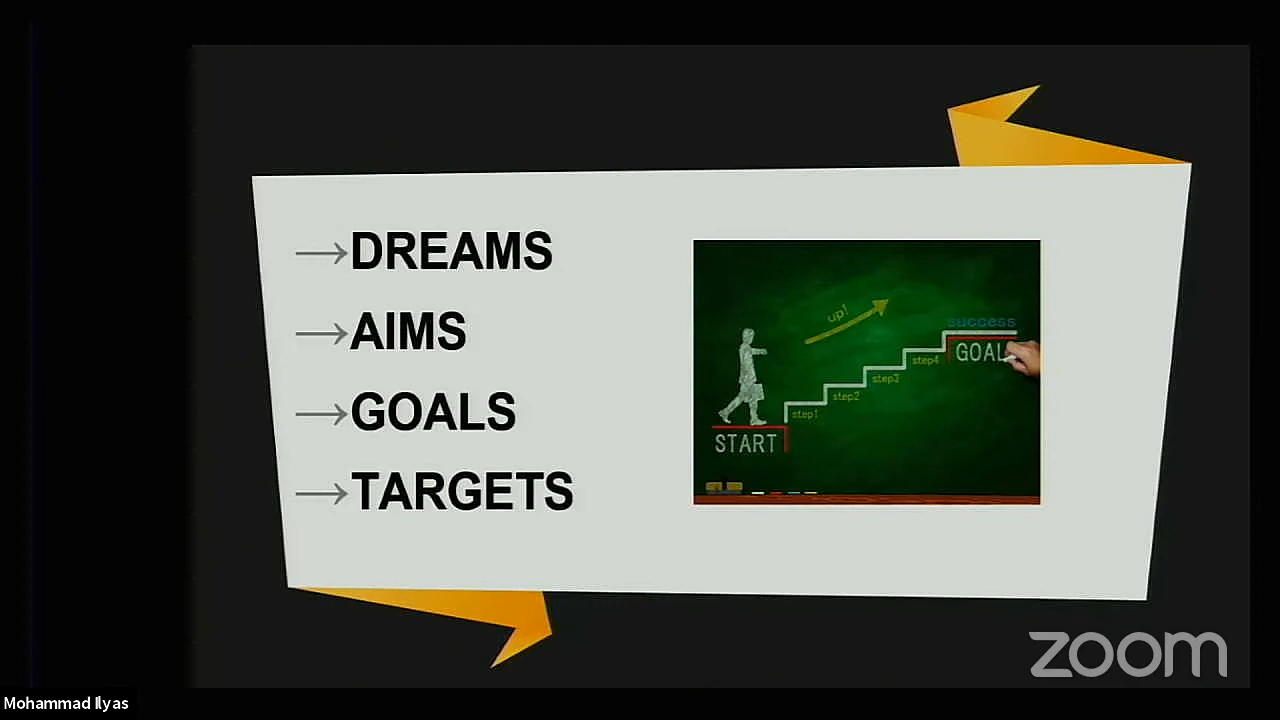 →DREAMS
→AIMS
→GOALS
→TARGETS
up!
success
GOAL
step4
step3
step2
step1
START
zoom
Mohammad Ilyas